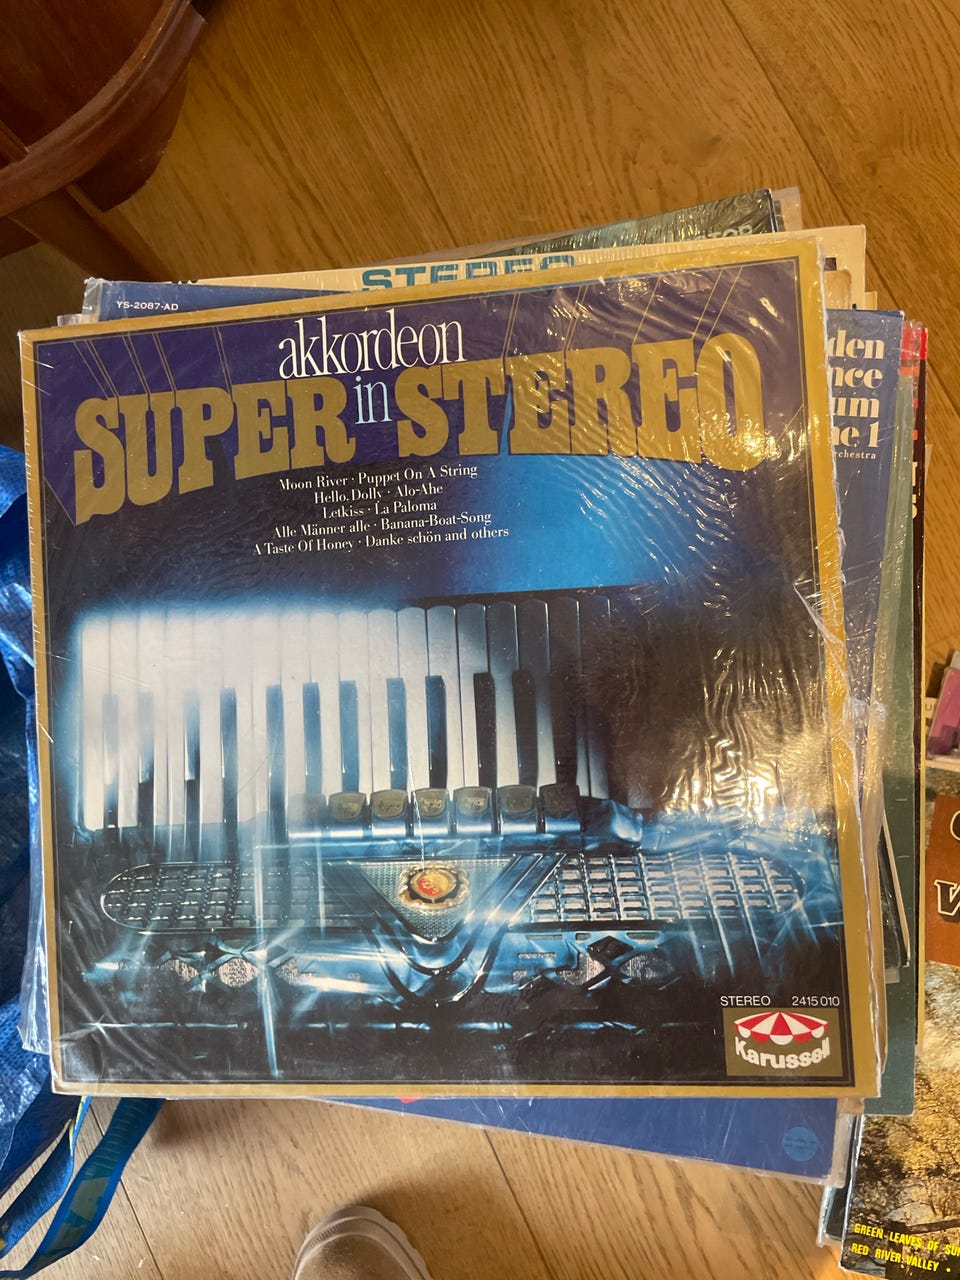 STEREO
YS-2087-AD
akkordeon
in
SUPER STEREO
Moon River · Puppet On A String
Hello, Dolly · Alo-Ahe
Letkiss · La Paloma
Alle Männer alle · Banana-Boat-Song
A Taste Of Honey · Danke schön and others
STEREO 2415 010
Karussell
GREEN LEAVES OF
RED RIVER VALLEY •